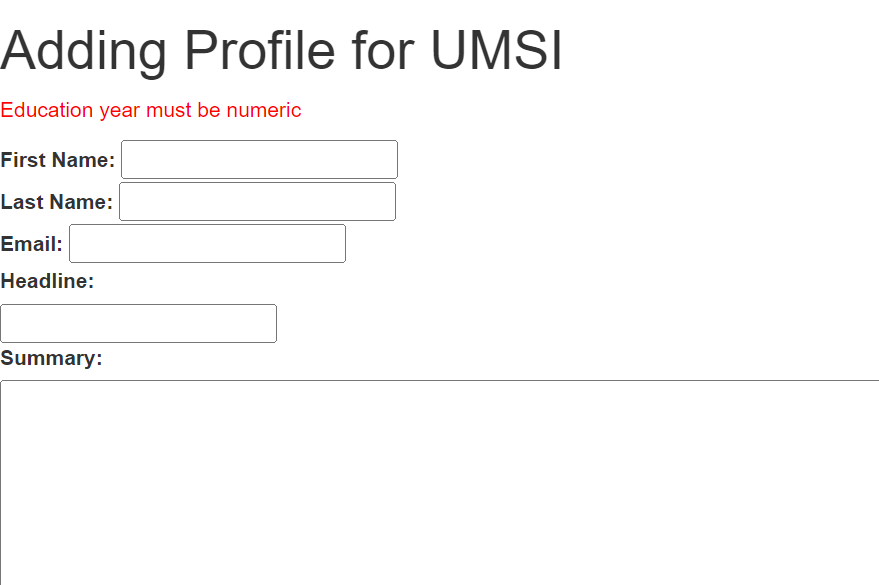 Adding Profile for UMSI
Education year must be numeric
First Name:
Last Name:
Email:
Headline:
Summary: